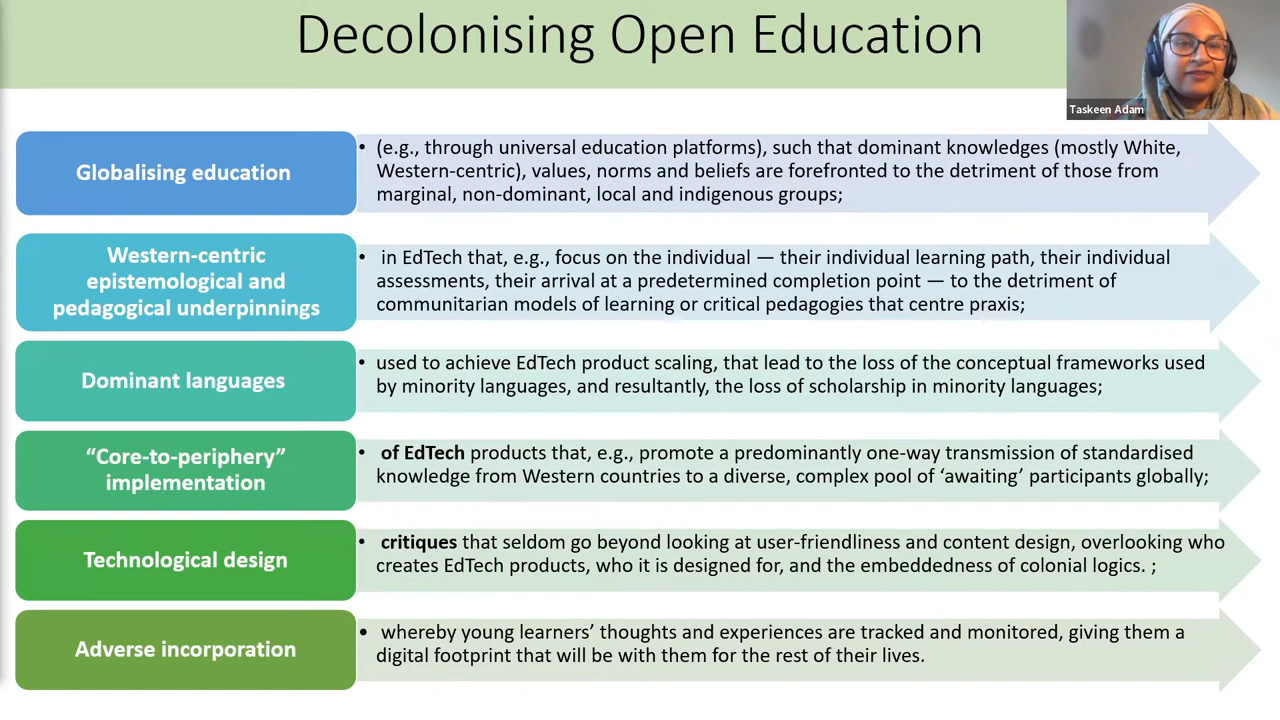 Decolonising Open Education
Taskeen Adam
Globalising education
• (e.g., through universal education platforms), such that dominant knowledges (mostly White,
Western-centric), values, norms and beliefs are forefronted to the detriment of those from
marginal, non-dominant, local and indigenous groups;
Western-centric
epistemological and
pedagogical underpinnings
• in EdTech that, e.g., focus on the individual — their individual learning path, their individual
assessments, their arrival at a predetermined completion point — to the detriment of
communitarian models of learning or critical pedagogies that centre praxis;
Dominant languages
• used to achieve EdTech product scaling, that lead to the loss of the conceptual frameworks used
by minority languages, and resultantly, the loss of scholarship in minority languages;
“Core-to-periphery”
implementation
• of EdTech products that, e.g., promote a predominantly one-way transmission of standardised
knowledge from Western countries to a diverse, complex pool of ‘awaiting’ participants globally;
Technological design
• critiques that seldom go beyond looking at user-friendliness and content design, overlooking who
creates EdTech products, who it is designed for, and the embeddedness of colonial logics. ;
Adverse incorporation
• whereby young learners’ thoughts and experiences are tracked and monitored, giving them a
digital footprint that will be with them for the rest of their lives.